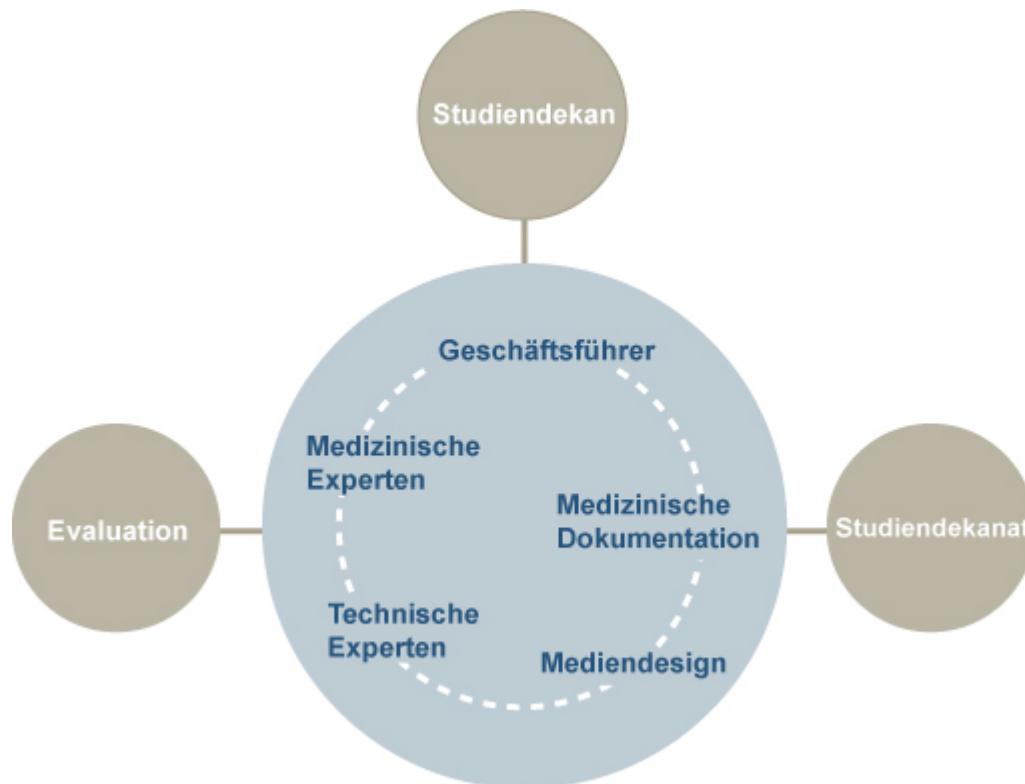 Studiendekan
Geschäftsführer
Medizinische
Experten
Medizinische
Dokumentation
Evaluation
Studiendekanat
Technische
Experten
Mediendesign